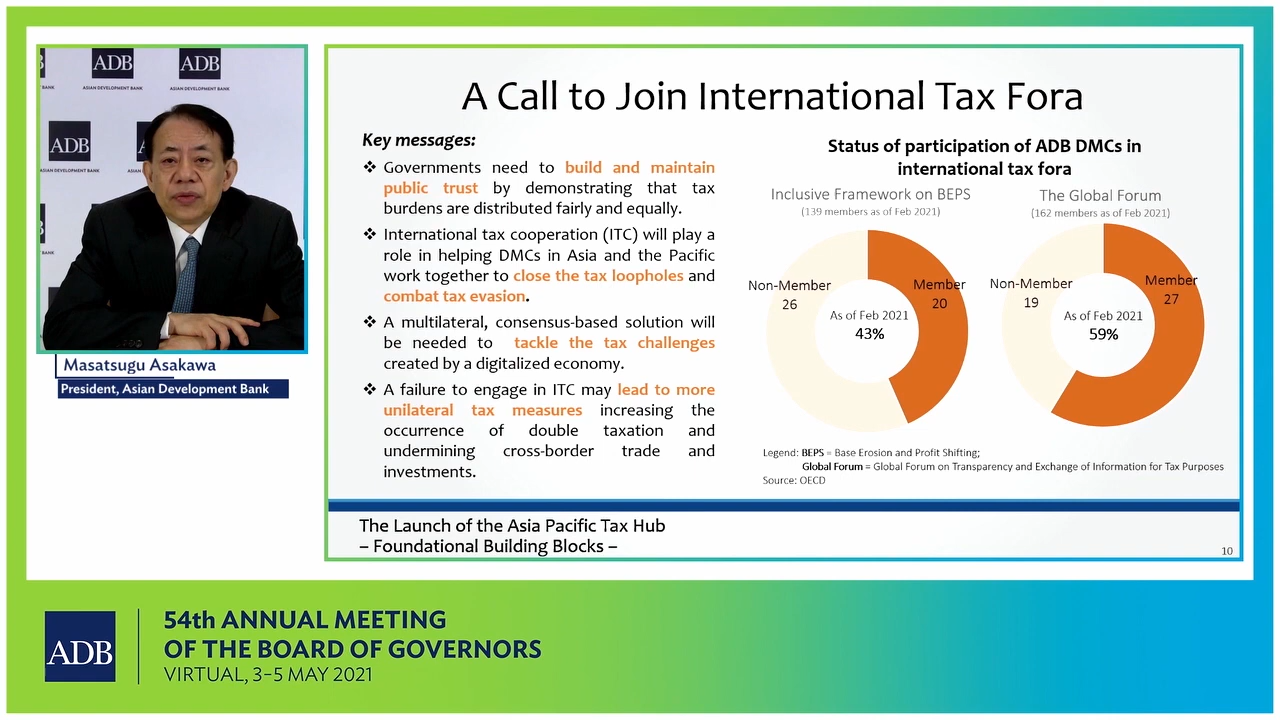 ADB
ASIAN DEVELOPMENT BANK
ADB
ASIAN DEVELOPMENT BANK
BANK
ADB
ASIAN DEVELOPMENT BANK
Masatsugu Asakawa
President, Asian Development Bank
A Call to Join International Tax Fora
Key messages:
❖ Governments need to build and maintain
public trust by demonstrating that tax
burdens are distributed fairly and equally.
❖ International tax cooperation (ITC) will play a
role in helping DMCs in Asia and the Pacific
work together to close the tax loopholes and
combat tax evasion.
❖ A multilateral, consensus-based solution will
be needed to tackle the tax challenges
created by a digitalized economy.
❖ A failure to engage in ITC may lead to more
unilateral tax measures increasing the
occurrence of double taxation and
undermining cross-border trade and
investments.
Status of participation of ADB DMCs in
international tax fora
Inclusive Framework on BEPS
(139 members as of Feb 2021)
Non-Member
26
Member
20
As of Feb 2021
43%
The Global Forum
(162 members as of Feb 2021)
Non-Member
19
Member
27
As of Feb 2021
59%
Legend: BEPS = Base Erosion and Profit Shifting;
Global Forum = Global Forum on Transparency and Exchange of Information for Tax Purposes
Source: OECD
The Launch of the Asia Pacific Tax Hub
– Foundational Building Blocks –
10
ADB
54th ANNUAL MEETING
OF THE BOARD OF GOVERNORS
VIRTUAL, 3–5 MAY 2021